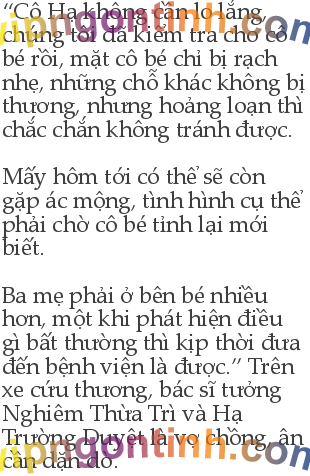 “Cô Hạ không cần lo lắng,
chúng tôi đã kiểm tra cho cô
bé rồi, mặt cô bé chỉ bị rạch
nhẹ, những chỗ khác không bị
thương, nhưng hoảng loạn thì
chắc chắn không tránh được.
Mấy hôm tới có thể sẽ còn
gặp ác mộng, tình hình cụ thể
phải chờ cô bé tỉnh lại mới
biết.
Ba mẹ phải ở bên bé nhiều
hơn, một khi phát hiện điều
gì bất thường thì kịp thời đưa
đến bệnh viện là được.” Trên
xe cứu thương, bác sĩ tưởng
Nghiêm Thừa Trì và Hạ
Trường Duyệt là vợ chồng, ân
cần dặn dò.
vipngontinh.com
vipngontinh.com